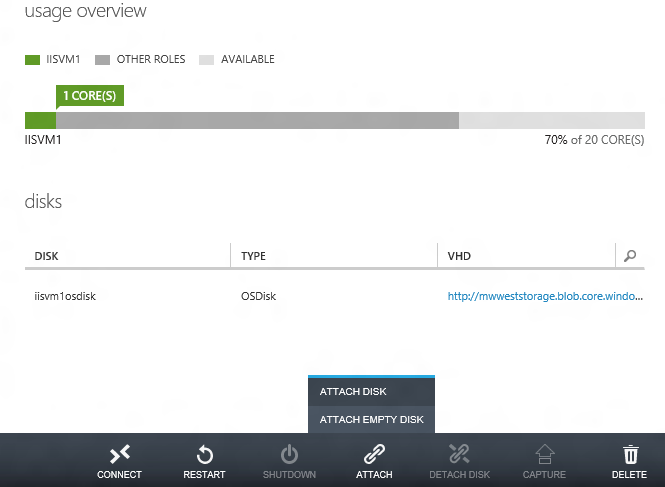 usage overview
IISVM1 OTHER ROLES AVAILABLE
1 CORE(S)
IISVM1 70% of 20 CORE(S)
disks
DISK TYPE VHD
iisvm1osdisk OSDisk http://mwweststorage.blob.core.windo...
ATTACH DISK
ATTACH EMPTY DISK
CONNECT RESTART SHUTDOWN ATTACH DETACH DISK CAPTURE DELETE